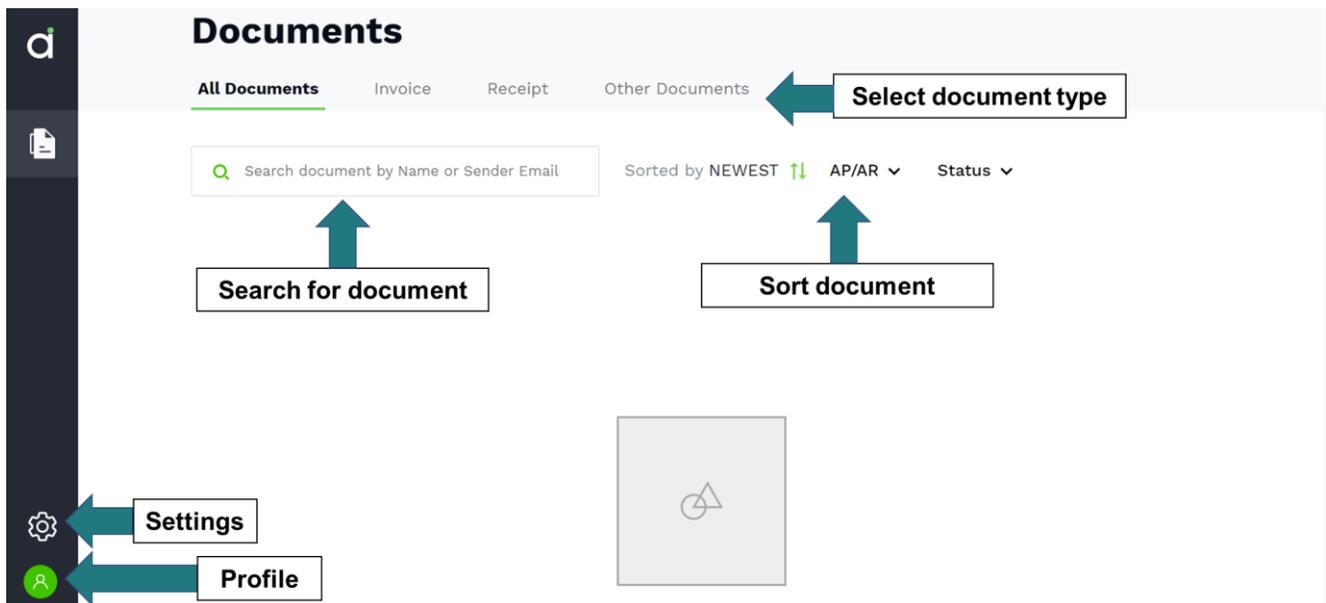 ai
Documents
All Documents Invoice Receipt Other Documents
Select document type
Search document by Name or Sender Email Sorted by NEWEST AP/AR Status
Search for document
Sort document
Settings
Profile